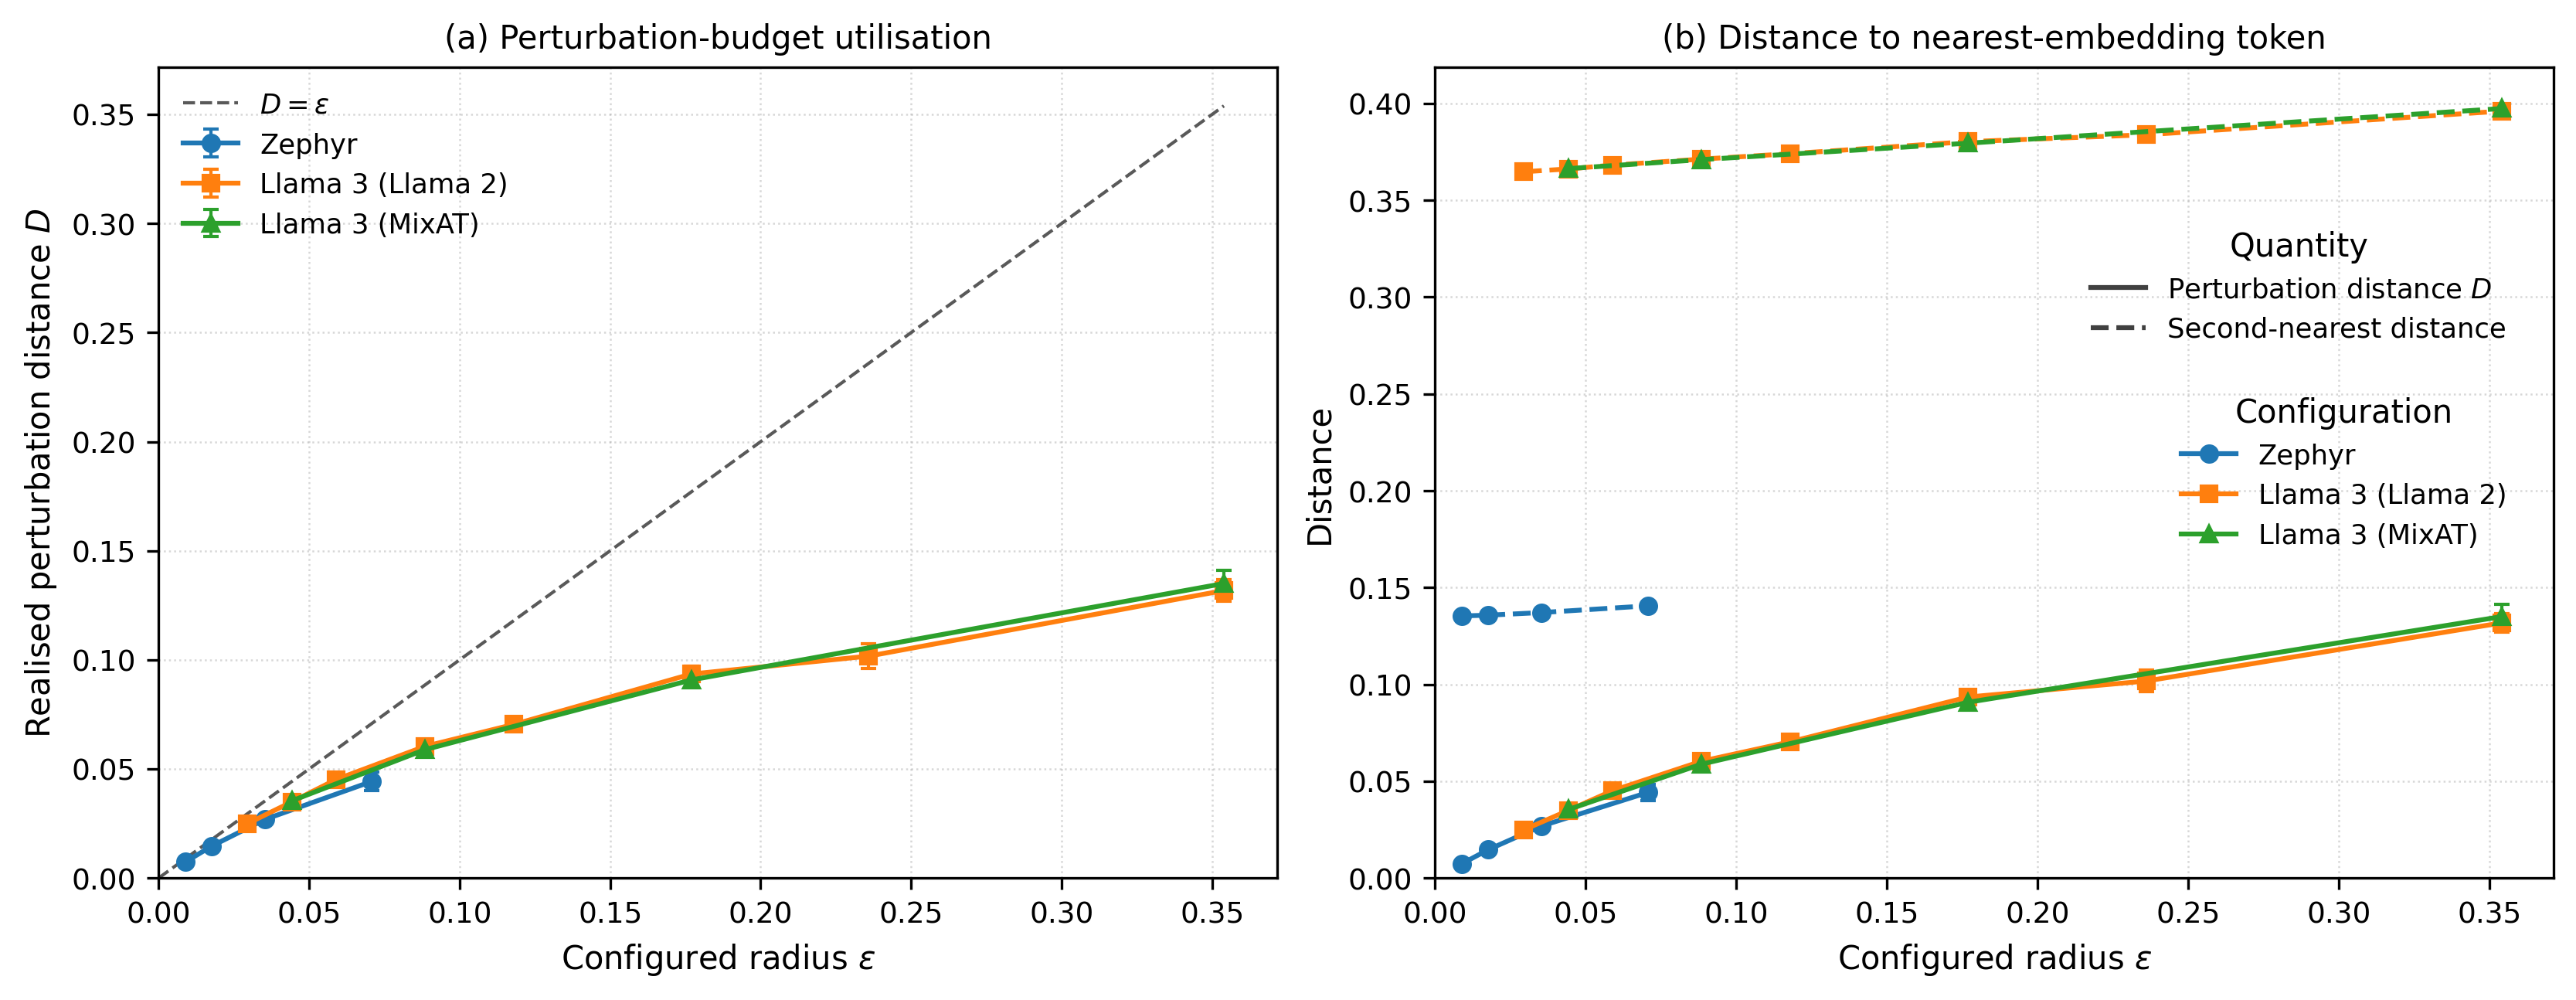 (a) Perturbation-budget utilisation
Realised perturbation distance D
0.35
0.30
0.25
0.20
0.15
0.10
0.05
0.00
D = ε
Zephyr
Llama 3 (Llama 2)
Llama 3 (MixAT)
0.00 0.05 0.10 0.15 0.20 0.25 0.30 0.35
Configured radius ε
(b) Distance to nearest-embedding token
Distance
0.40
0.35
0.30
0.25
0.20
0.15
0.10
0.05
0.00
Quantity
Perturbation distance D
Second-nearest distance
Configuration
Zephyr
Llama 3 (Llama 2)
Llama 3 (MixAT)
0.00 0.05 0.10 0.15 0.20 0.25 0.30 0.35
Configured radius ε